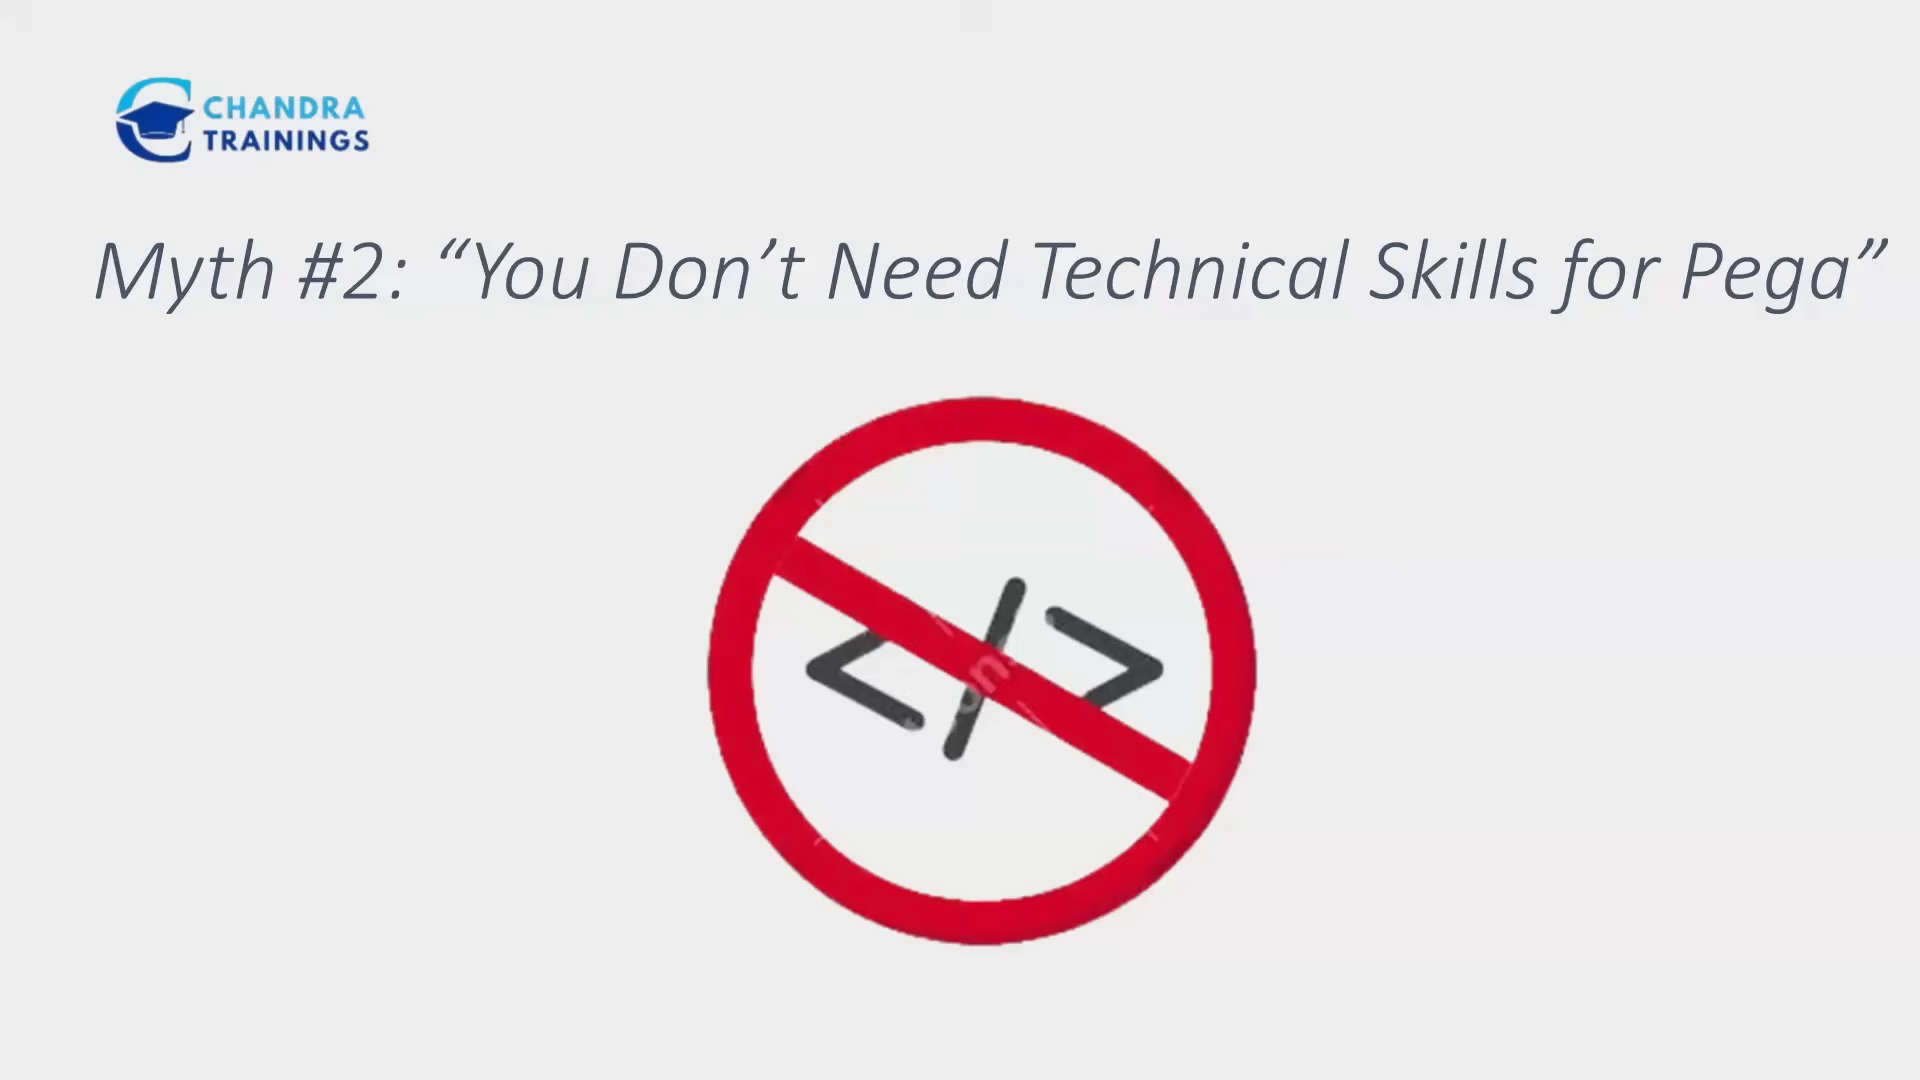 CHANDRA
TRAININGS
Myth #2: “You Don’t Need Technical Skills for Pega”
</>